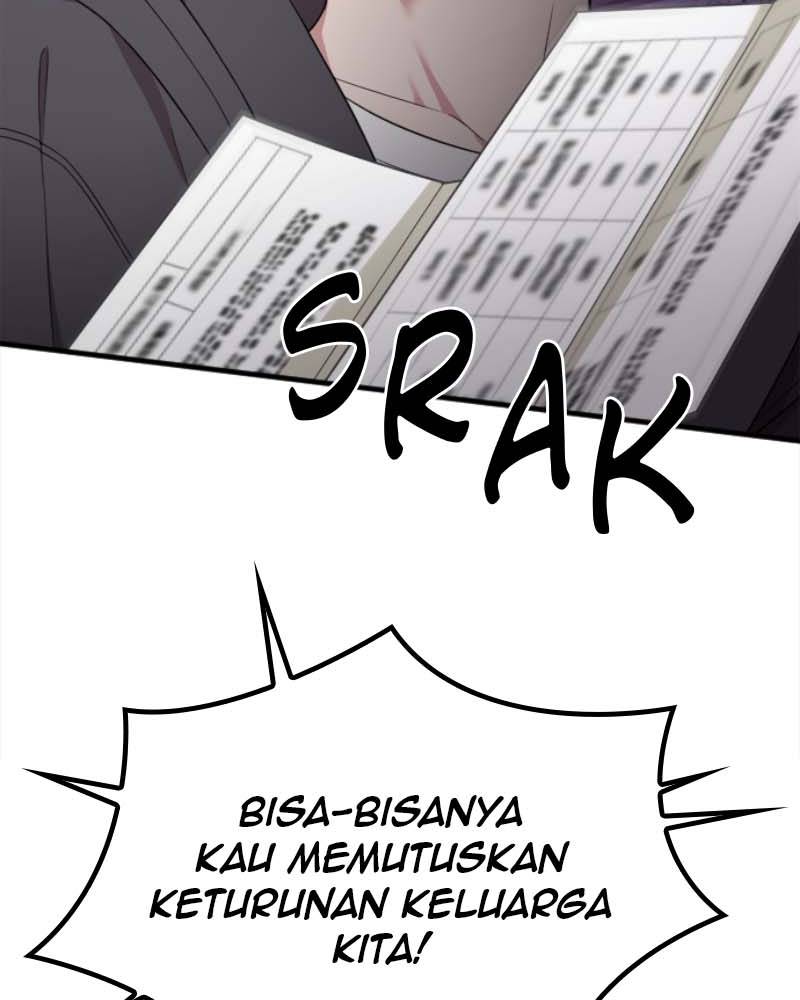 SRAK
BISA-BISANYA
KAU MEMUTUSKAN
KETURUNAN KELUARGA
KITA!